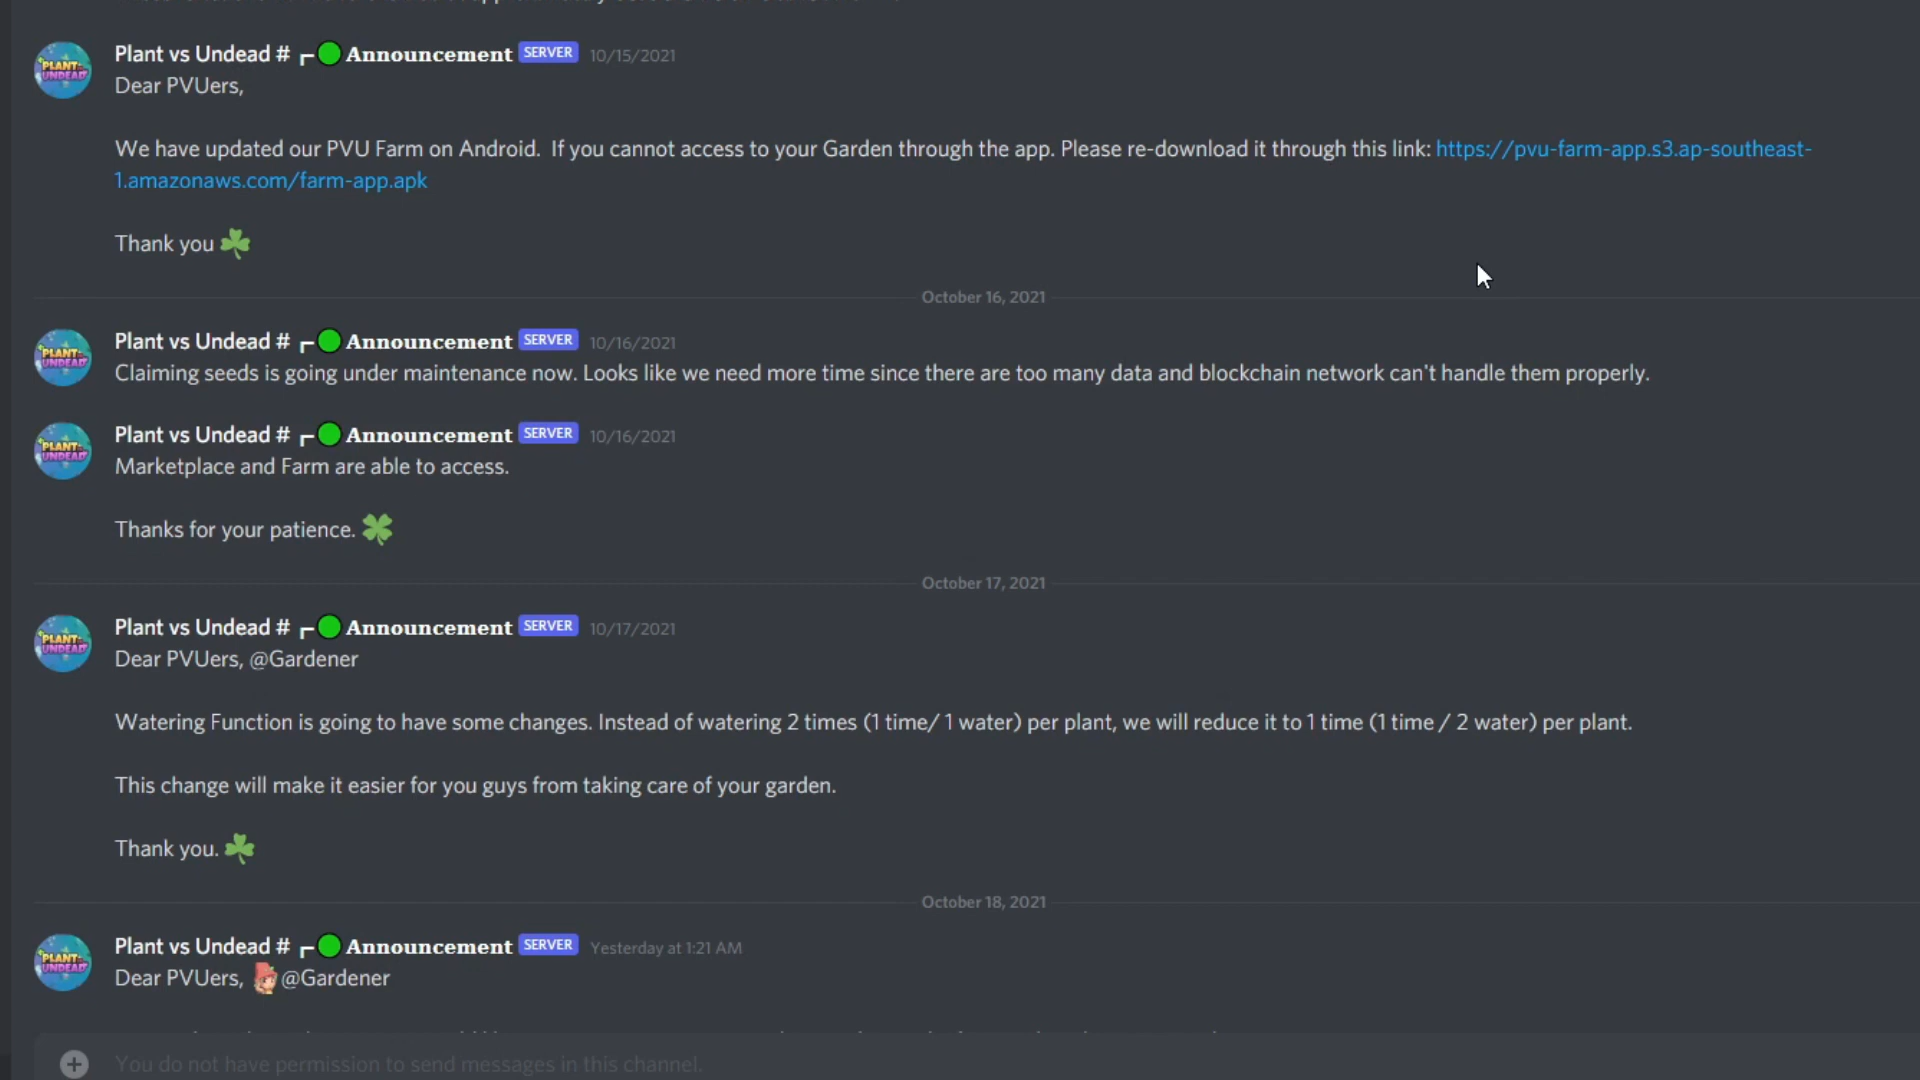 Plant vs Undead # ┌🟢 Announcement SERVER 10/15/2021
Dear PVUers,
We have updated our PVU Farm on Android. If you cannot access to your Garden through the app. Please re-download it through this link: https://pvu-farm-app.s3.ap-southeast-
1.amazonaws.com/farm-app.apk
Thank you ☘️
October 16, 2021
Plant vs Undead # ┌🟢 Announcement SERVER 10/16/2021
Claiming seeds is going under maintenance now. Looks like we need more time since there are too many data and blockchain network can't handle them properly.
Plant vs Undead # ┌🟢 Announcement SERVER 10/16/2021
Marketplace and Farm are able to access.
Thanks for your patience. 🍀
October 17, 2021
Plant vs Undead # ┌🟢 Announcement SERVER 10/17/2021
Dear PVUers, @Gardener
Watering Function is going to have some changes. Instead of watering 2 times (1 time/ 1 water) per plant, we will reduce it to 1 time (1 time / 2 water) per plant.
This change will make it easier for you guys from taking care of your garden.
Thank you. ☘️
October 18, 2021
Plant vs Undead # ┌🟢 Announcement SERVER Yesterday at 1:21 AM
Dear PVUers, @Gardener
You do not have permission to send messages in this channel.